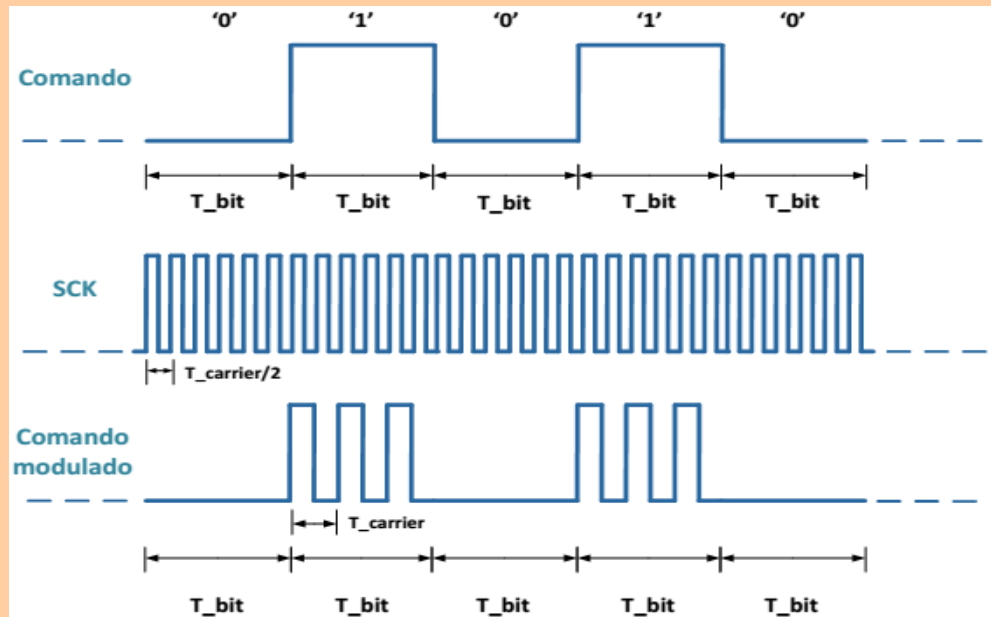 ‘0’ ‘1’ ‘0’ ‘1’ ‘0’
Comando
T_bit T_bit T_bit T_bit T_bit
SCK
T_carrier/2
Comando
modulado
T_carrier
T_bit T_bit T_bit T_bit T_bit